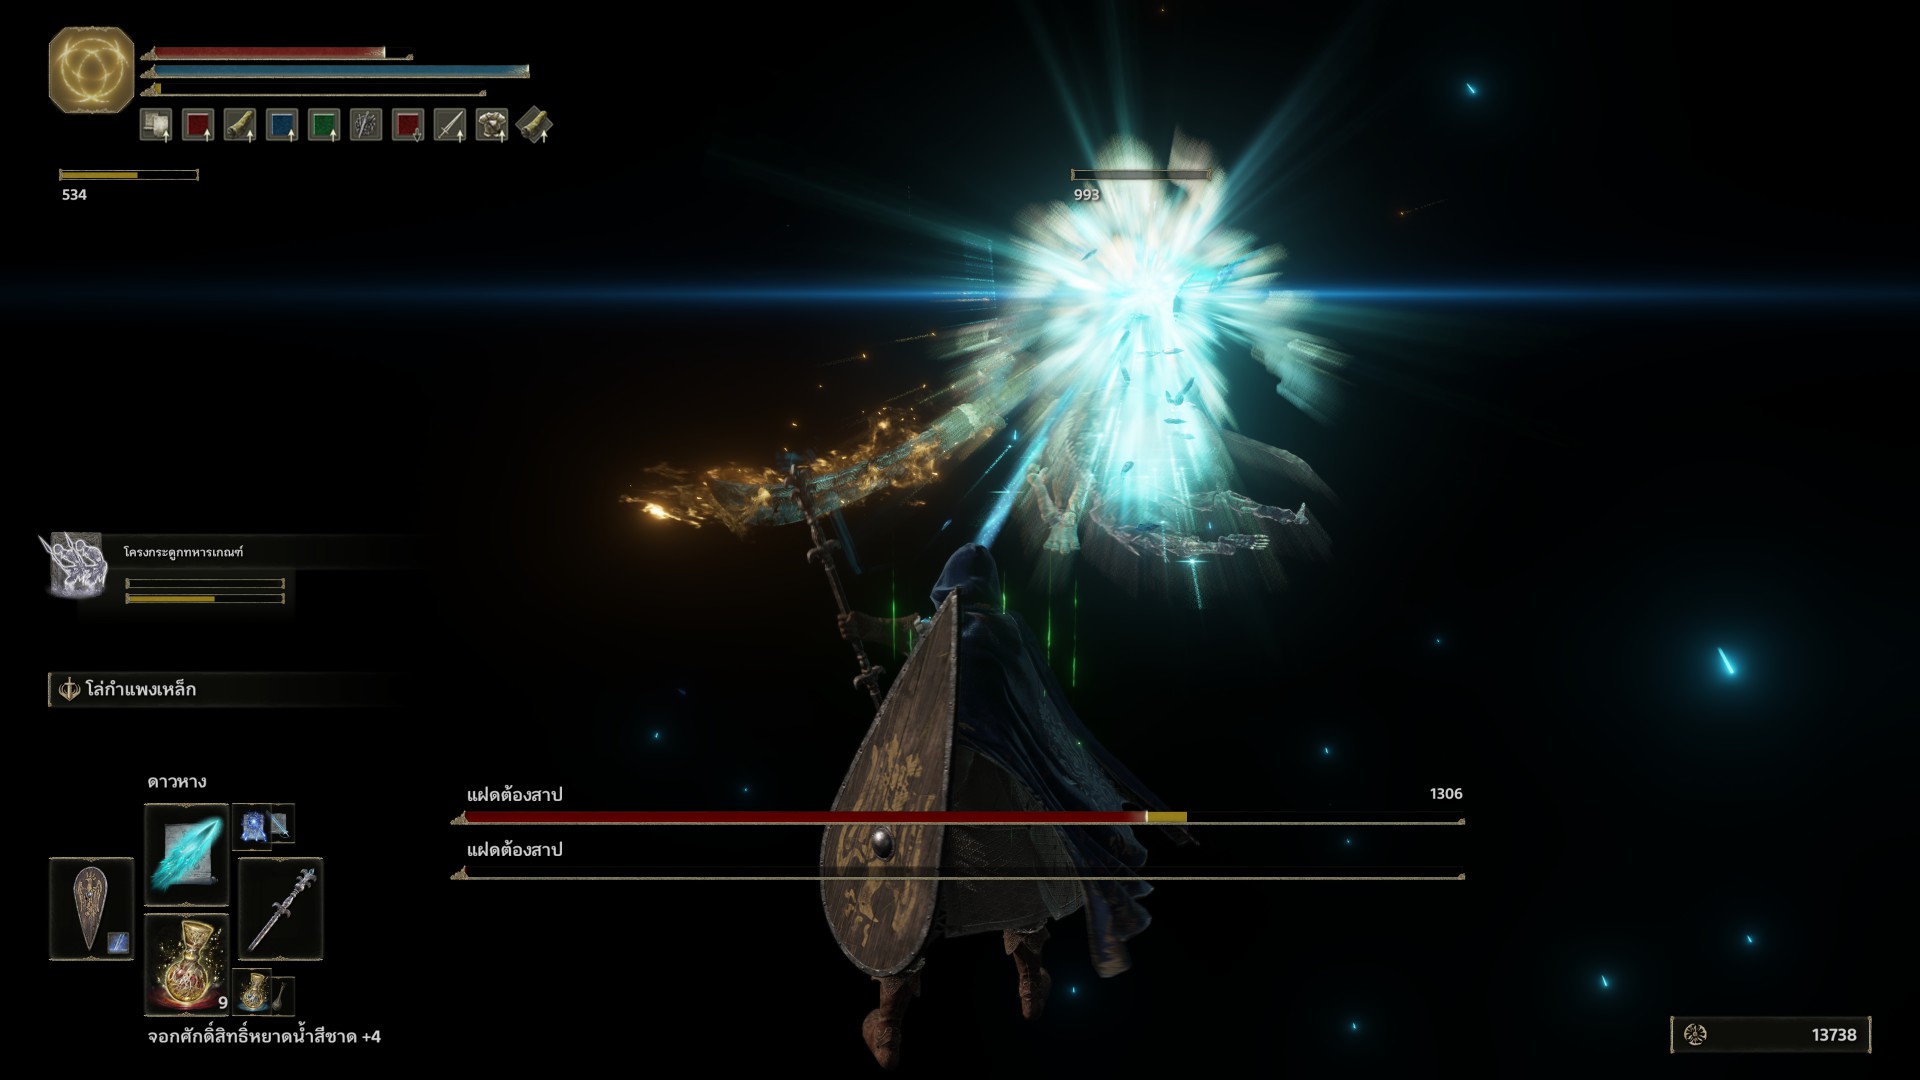 534
993
โครงกระดูกทหารเกณฑ์
โล่กำแพงเหล็ก
ดาวหาง
แฝดต้องสาป
1306
แฝดต้องสาป
9
จอกศักดิ์สิทธิ์หยาดน้ำสีชาด +4
13738